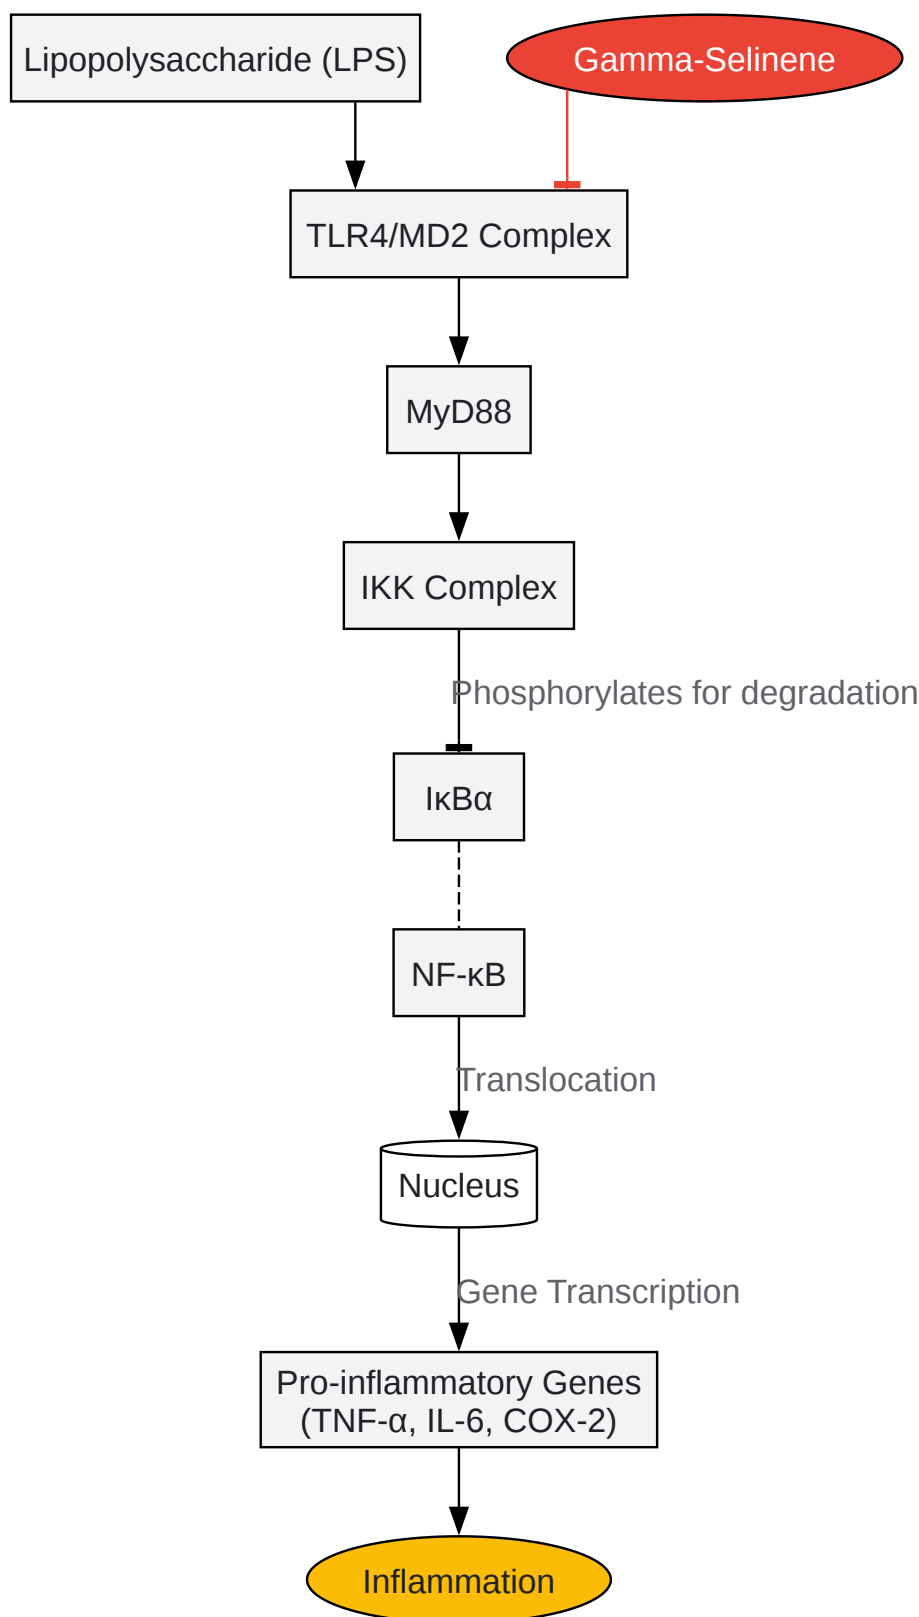 Lipopolysaccharide (LPS)
Gamma-Selinene
TLR4/MD2 Complex
MyD88
IKK Complex
Phosphorylates for degradation
IκBα
NF-κB
Translocation
Nucleus
Gene Transcription
Pro-inflammatory Genes
(TNF-α, IL-6, COX-2)
Inflammation